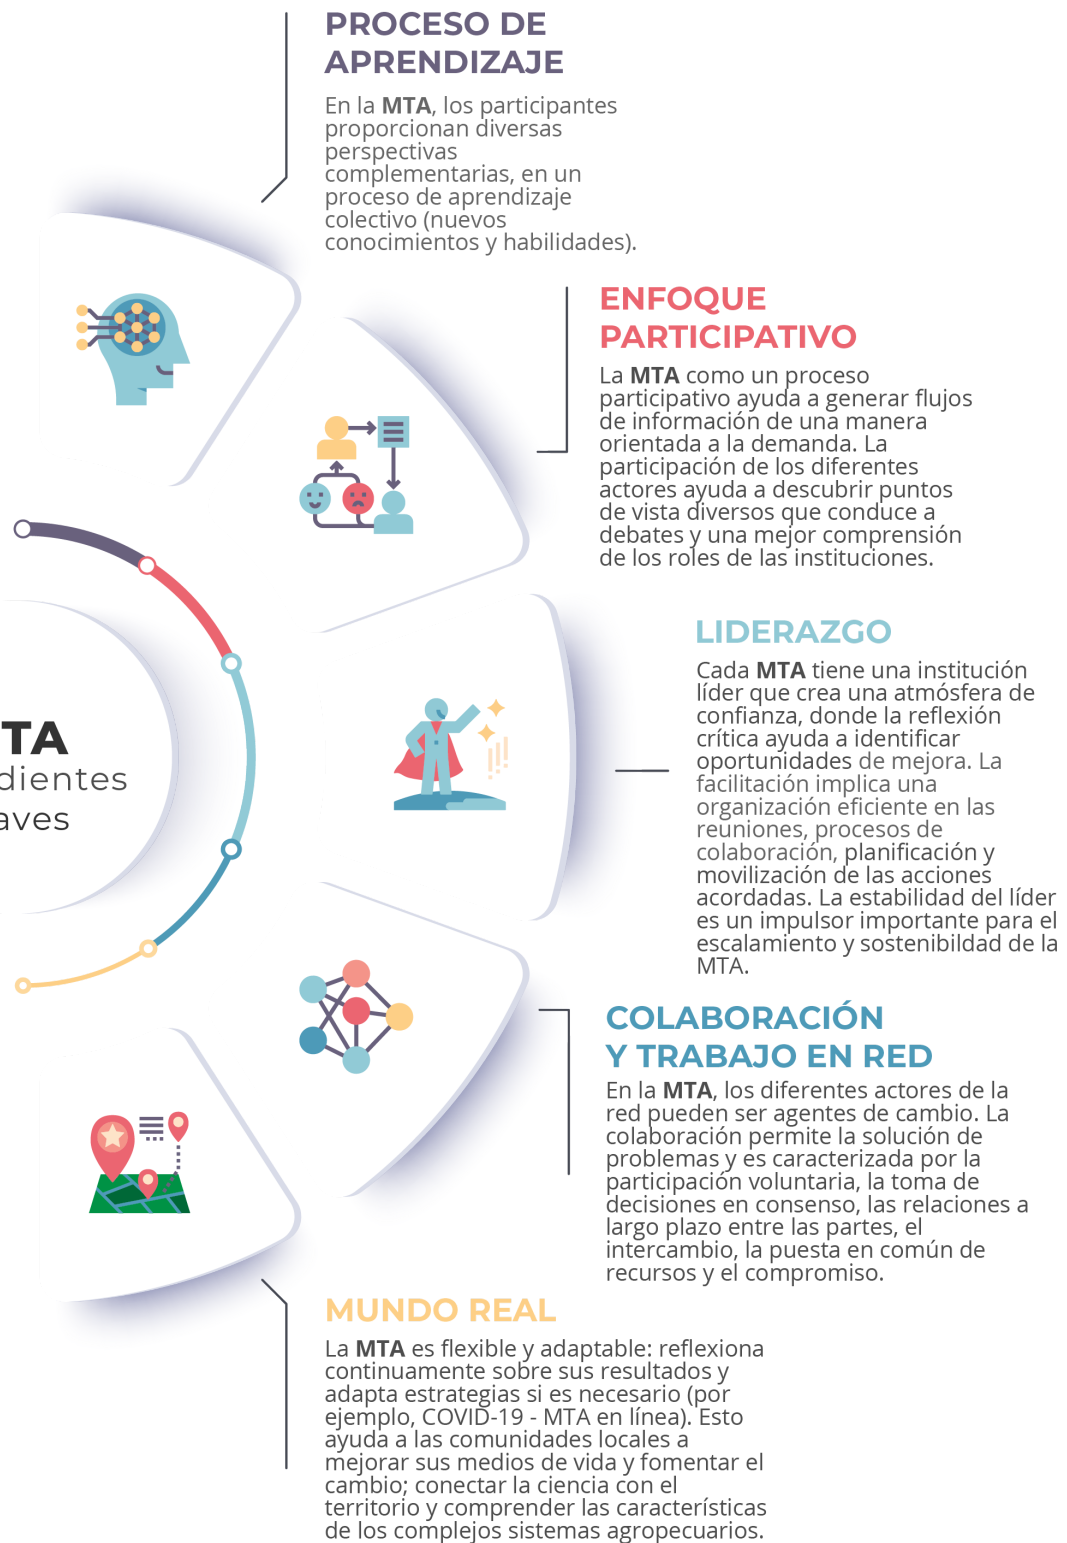 PROCESO DE
APRENDIZAJE
En la MTA, los participantes
proporcionan diversas
perspectivas
complementarias, en un
proceso de aprendizaje
colectivo (nuevos
conocimientos y habilidades).
ENFOQUE
PARTICIPATIVO
La MTA como un proceso
participativo ayuda a generar flujos
de información de una manera
orientada a la demanda. La
participación de los diferentes
actores ayuda a descubrir puntos
de vista diversos que conduce a
debates y una mejor comprensión
de los roles de las instituciones.
LIDERAZGO
Cada MTA tiene una institución
líder que crea una atmósfera de
confianza, donde la reflexión
crítica ayuda a identificar
oportunidades de mejora. La
facilitación implica una
organización eficiente en las
reuniones, procesos de
colaboración, planificación y
movilización de las acciones
acordadas. La estabilidad del líder
es un impulsor importante para el
escalamiento y sostenibildad de la
MTA.
TA
dientes
aves
COLABORACIÓN
Y TRABAJO EN RED
En la MTA, los diferentes actores de la
red pueden ser agentes de cambio. La
colaboración permite la solución de
problemas y es caracterizada por la
participación voluntaria, la toma de
decisiones en consenso, las relaciones a
largo plazo entre las partes, el
intercambio, la puesta en común de
recursos y el compromiso.
MUNDO REAL
La MTA es flexible y adaptable: reflexiona
continuamente sobre sus resultados y
adapta estrategias si es necesario (por
ejemplo, COVID-19 - MTA en línea). Esto
ayuda a las comunidades locales a
mejorar sus medios de vida y fomentar el
cambio; conectar la ciencia con el
territorio y comprender las características
de los complejos sistemas agropecuarios.